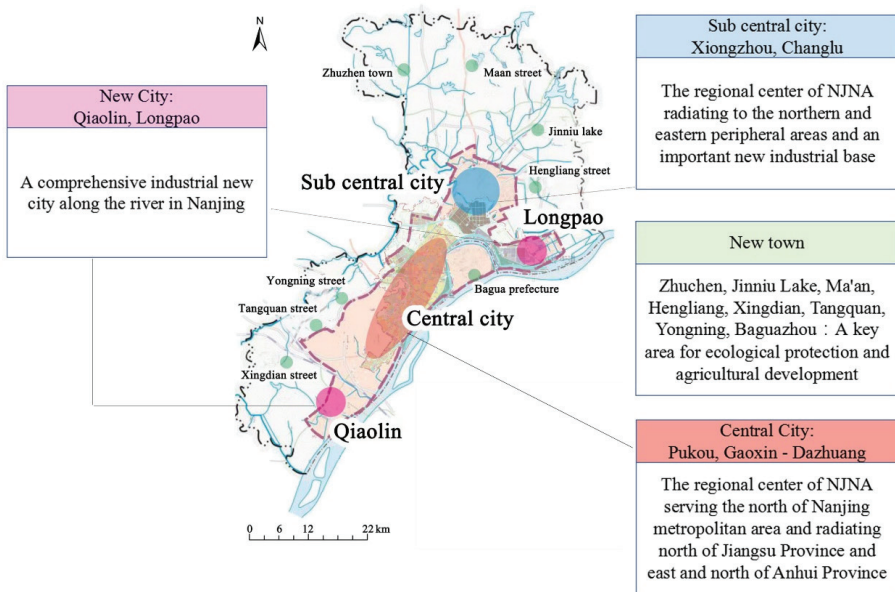 N
Zhuzhen town
Maan street
Jinniu lake
Hengliang street
Sub central city
Longpao
Yongning street
Bagua prefecture
Tangquan street
Central city
Xingdian street
Qiaolin
0 6 12 22 km
New City:
Qiaolin, Longpao
A comprehensive industrial new
city along the river in Nanjing
Sub central city:
Xiongzhou, Changlu
The regional center of NJNA
radiating to the northern and
eastern peripheral areas and an
important new industrial base
New town
Zhuchen, Jinniu Lake, Ma'an,
Hengliang, Xingdian, Tangquan,
Yongning, Baguazhou：A key
area for ecological protection and
agricultural development
Central City:
Pukou, Gaoxin - Dazhuang
The regional center of NJNA
serving the north of Nanjing
metropolitan area and radiating
north of Jiangsu Province and
east and north of Anhui Province